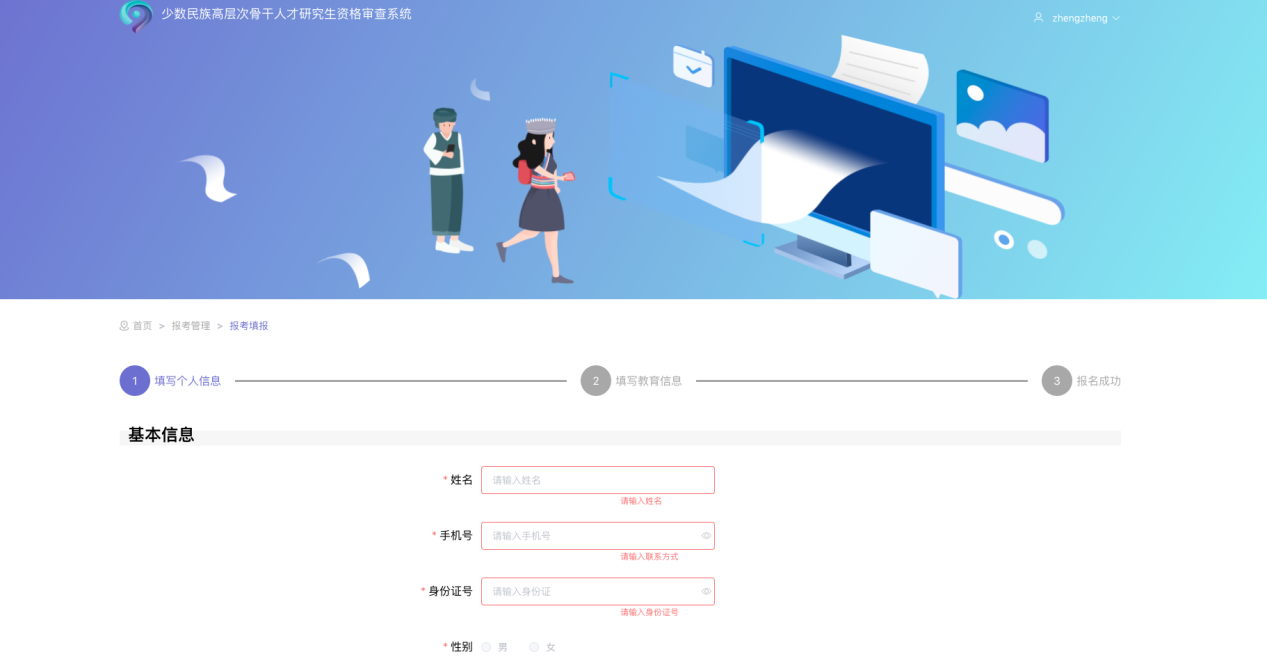 少数民族高层次骨干人才研究生资格审查系统
zhengzheng
首页 > 报考管理 > 报考填报
1 填写个人信息
2 填写教育信息
3 报名成功
基本信息
* 姓名 请输入姓名
请输入姓名
* 手机号 请输入手机号
请输入联系方式
* 身份证号 请输入身份证
请输入身份证号
* 性别 男 女